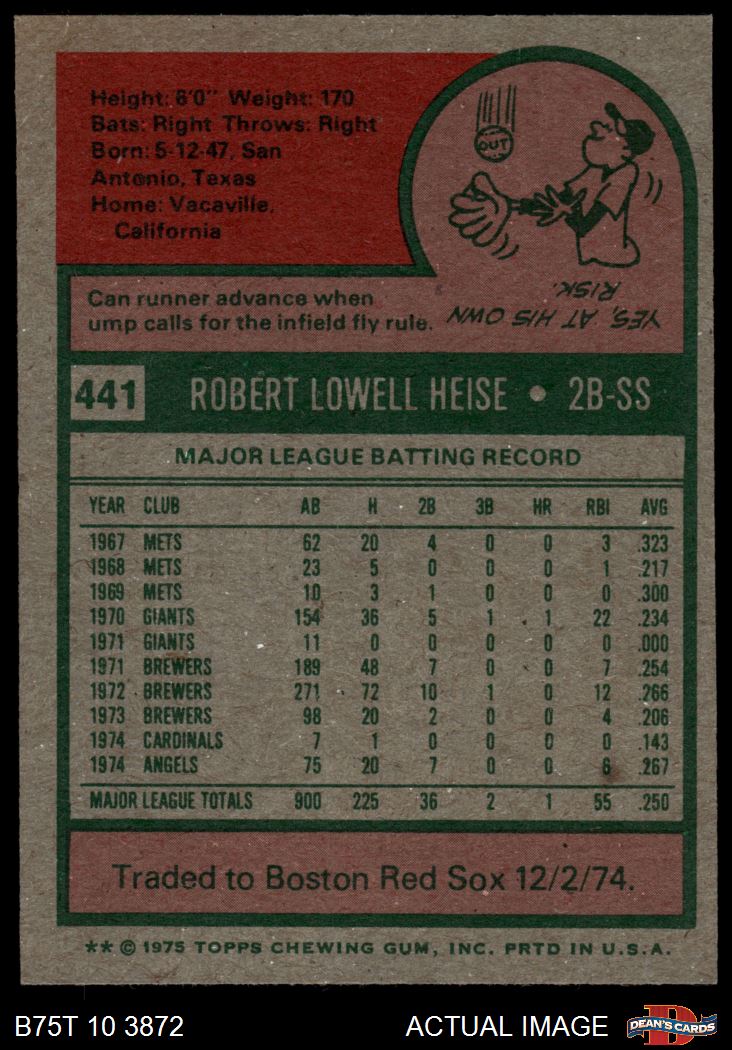 Height: 6'0" Weight: 170
Bats: Right Throws: Right
Born: 5-12-47, San
Antonio, Texas
Home: Vacaville,
California
OUT
Can runner advance when
ump calls for the infield fly rule.
YES, AT HIS OWN
RISK.
441 ROBERT LOWELL HEISE • 2B-SS
MAJOR LEAGUE BATTING RECORD
YEAR CLUB AB H 2B 3B HR RBI AVG
1967 METS 62 20 4 0 0 3 .323
1968 METS 23 5 0 0 0 1 .217
1969 METS 10 3 1 0 0 0 .300
1970 GIANTS 154 36 5 1 1 22 .234
1971 GIANTS 11 0 0 0 0 0 .000
1971 BREWERS 189 48 7 0 0 7 .254
1972 BREWERS 271 72 10 1 0 12 .266
1973 BREWERS 98 20 2 0 0 4 .206
1974 CARDINALS 7 1 0 0 0 0 .143
1974 ANGELS 75 20 7 0 0 6 .267
MAJOR LEAGUE TOTALS 900 225 36 2 1 55 .250
Traded to Boston Red Sox 12/2/74.
** © 1975 TOPPS CHEWING GUM, INC. PRTD IN U.S.A.
B75T 10 3872 ACTUAL IMAGE
D
DEAN'S CARDS